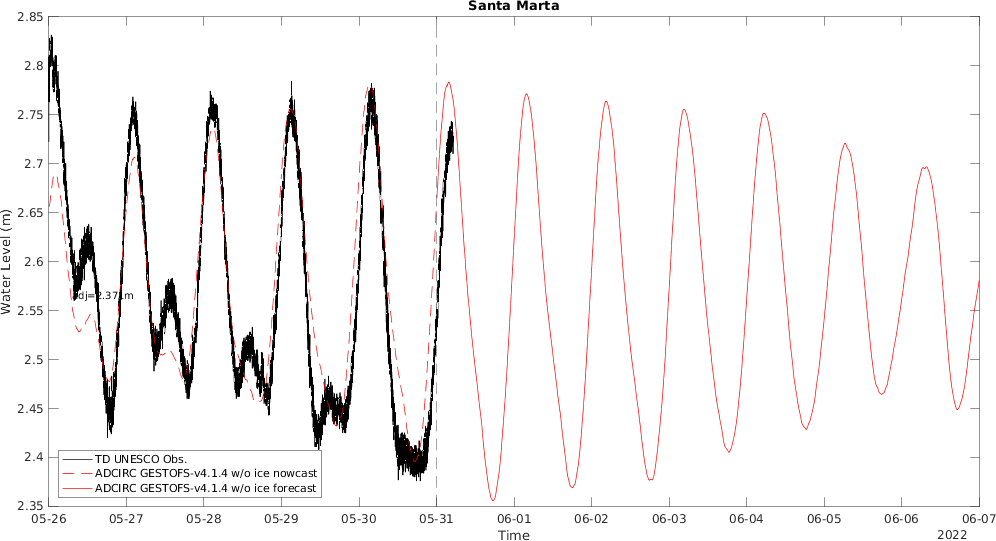 Santa Marta
2.85
2.8
2.75
2.7
2.65
2.6
2.55
2.5
2.45
2.4
2.35
Water Level (m)
TD UNESCO Obs.
ADCIRC GESTOFS-v4.1.4 w/o ice nowcast
ADCIRC GESTOFS-v4.1.4 w/o ice forecast
05-26 05-27 05-28 05-29 05-30 05-31 06-01 06-02 06-03 06-04 06-05 06-06 06-07
Time
2022